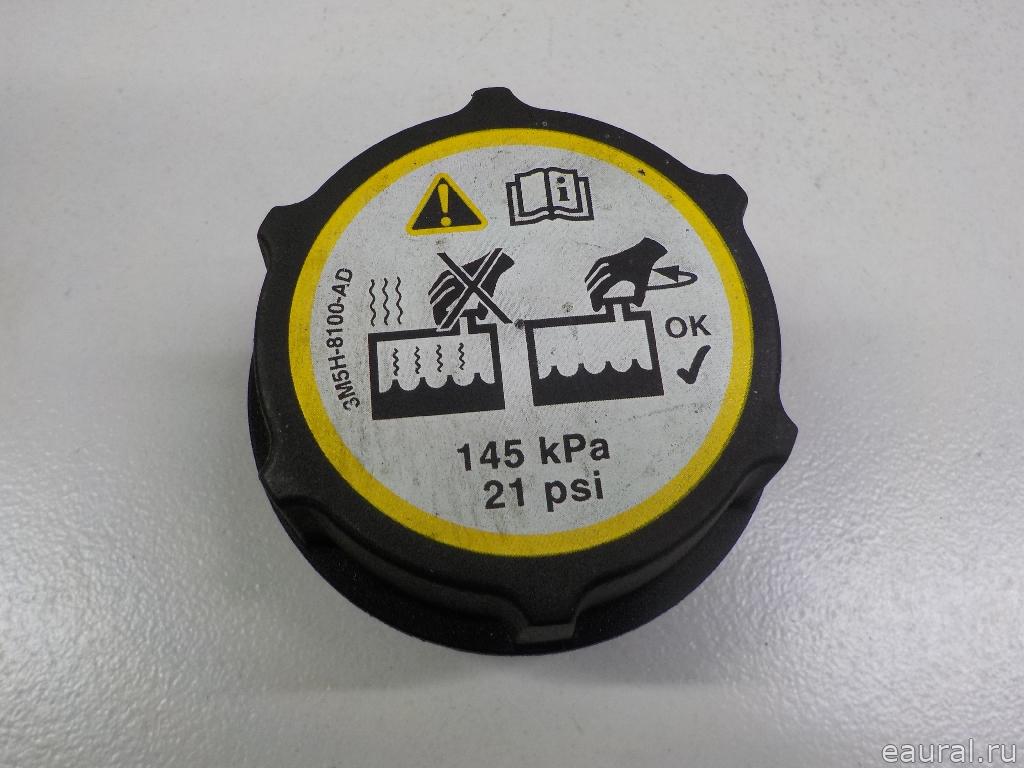 3M5H-8100-AD
OK
145 kPa
21 psi
eaural.ru